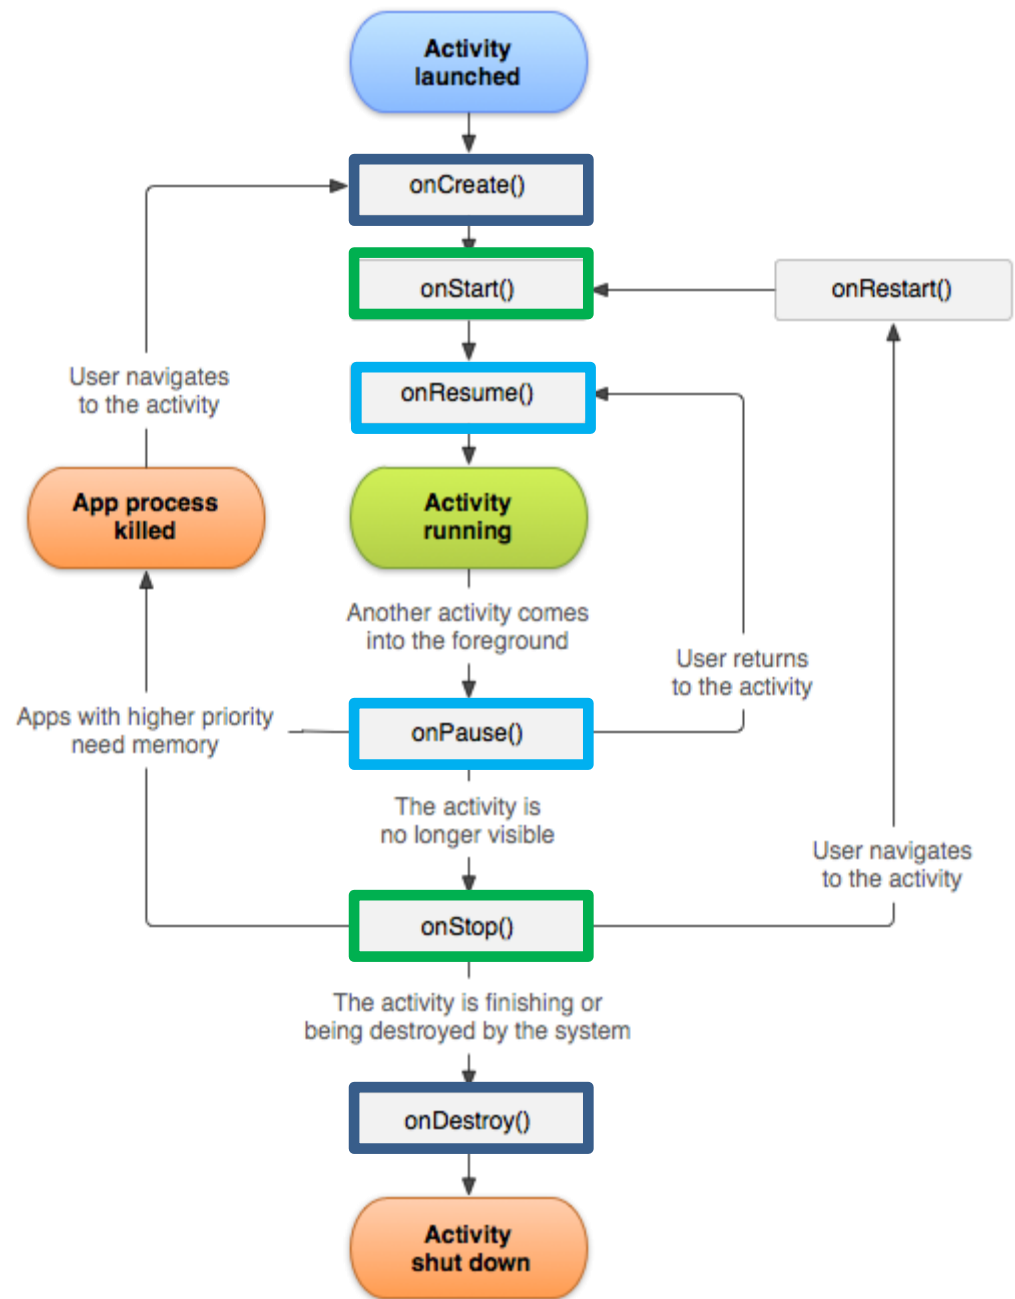 Activity
launched
onCreate()
onStart()
onRestart()
User navigates
to the activity
onResume()
App process
killed
Activity
running
Another activity comes
into the foreground
User returns
to the activity
Apps with higher priority
need memory
onPause()
The activity is
no longer visible
User navigates
to the activity
onStop()
The activity is finishing or
being destroyed by the system
onDestroy()
Activity
shut down